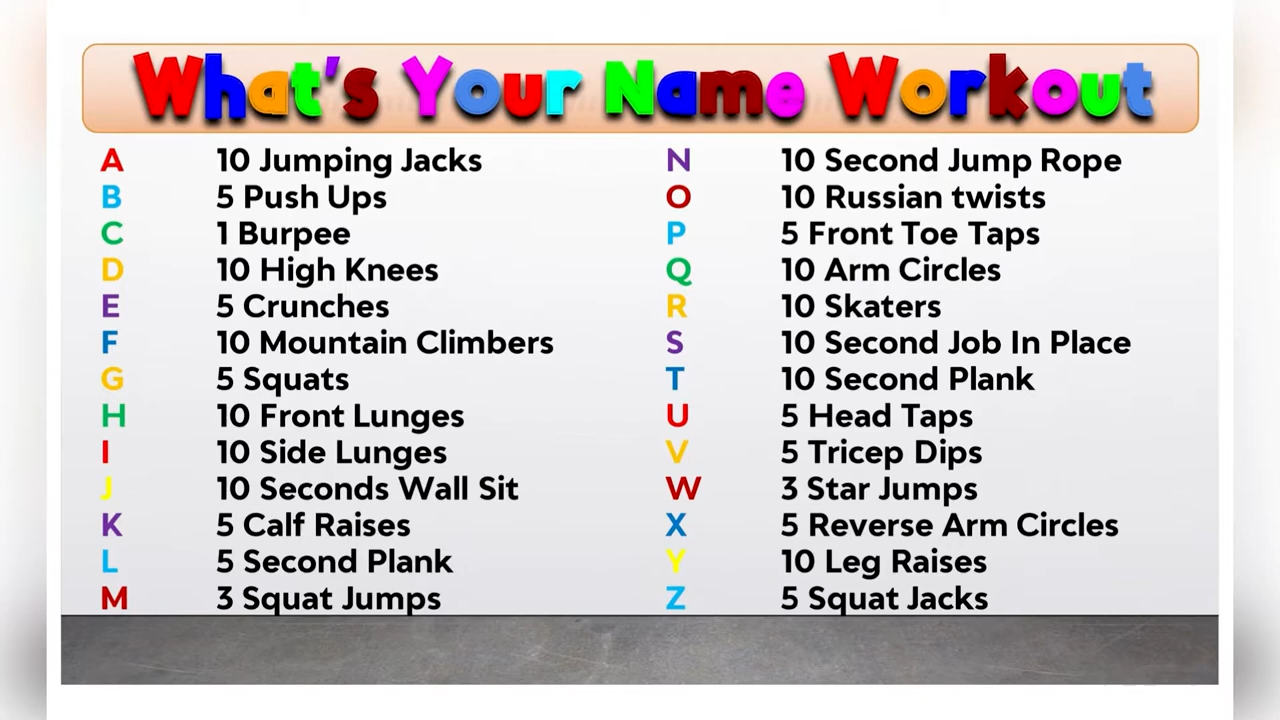 What's Your Name Workout
A 10 Jumping Jacks
B 5 Push Ups
C 1 Burpee
D 10 High Knees
E 5 Crunches
F 10 Mountain Climbers
G 5 Squats
H 10 Front Lunges
I 10 Side Lunges
J 10 Seconds Wall Sit
K 5 Calf Raises
L 5 Second Plank
M 3 Squat Jumps
N 10 Second Jump Rope
O 10 Russian twists
P 5 Front Toe Taps
Q 10 Arm Circles
R 10 Skaters
S 10 Second Job In Place
T 10 Second Plank
U 5 Head Taps
V 5 Tricep Dips
W 3 Star Jumps
X 5 Reverse Arm Circles
Y 10 Leg Raises
Z 5 Squat Jacks